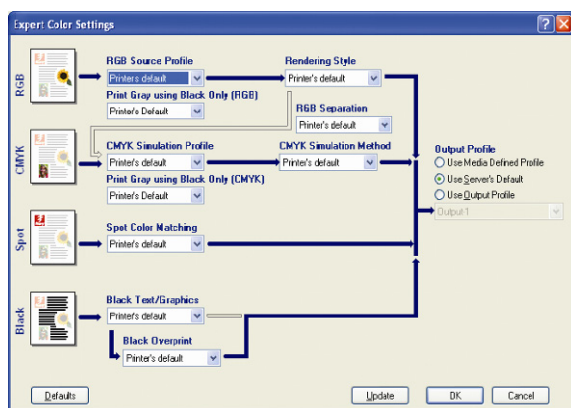 Expert Color Settings
RGB
RGB Source Profile
Printers default
Rendering Style
Printer's default
Print Gray using Black Only (RGB)
Printer's Default
RGB Separation
Printer's default
CMYK
CMYK Simulation Profile
Printer's default
CMYK Simulation Method
Printer's default
Print Gray using Black Only (CMYK)
Printer's Default
Output Profile
Use Media Defined Profile
Use Server's Default
Use Output Profile
Output 1
Spot
Spot Color Matching
Printer's default
Black
Black Text/Graphics
Printer's default
Black Overprint
Printer's default
Defaults
Update
OK
Cancel